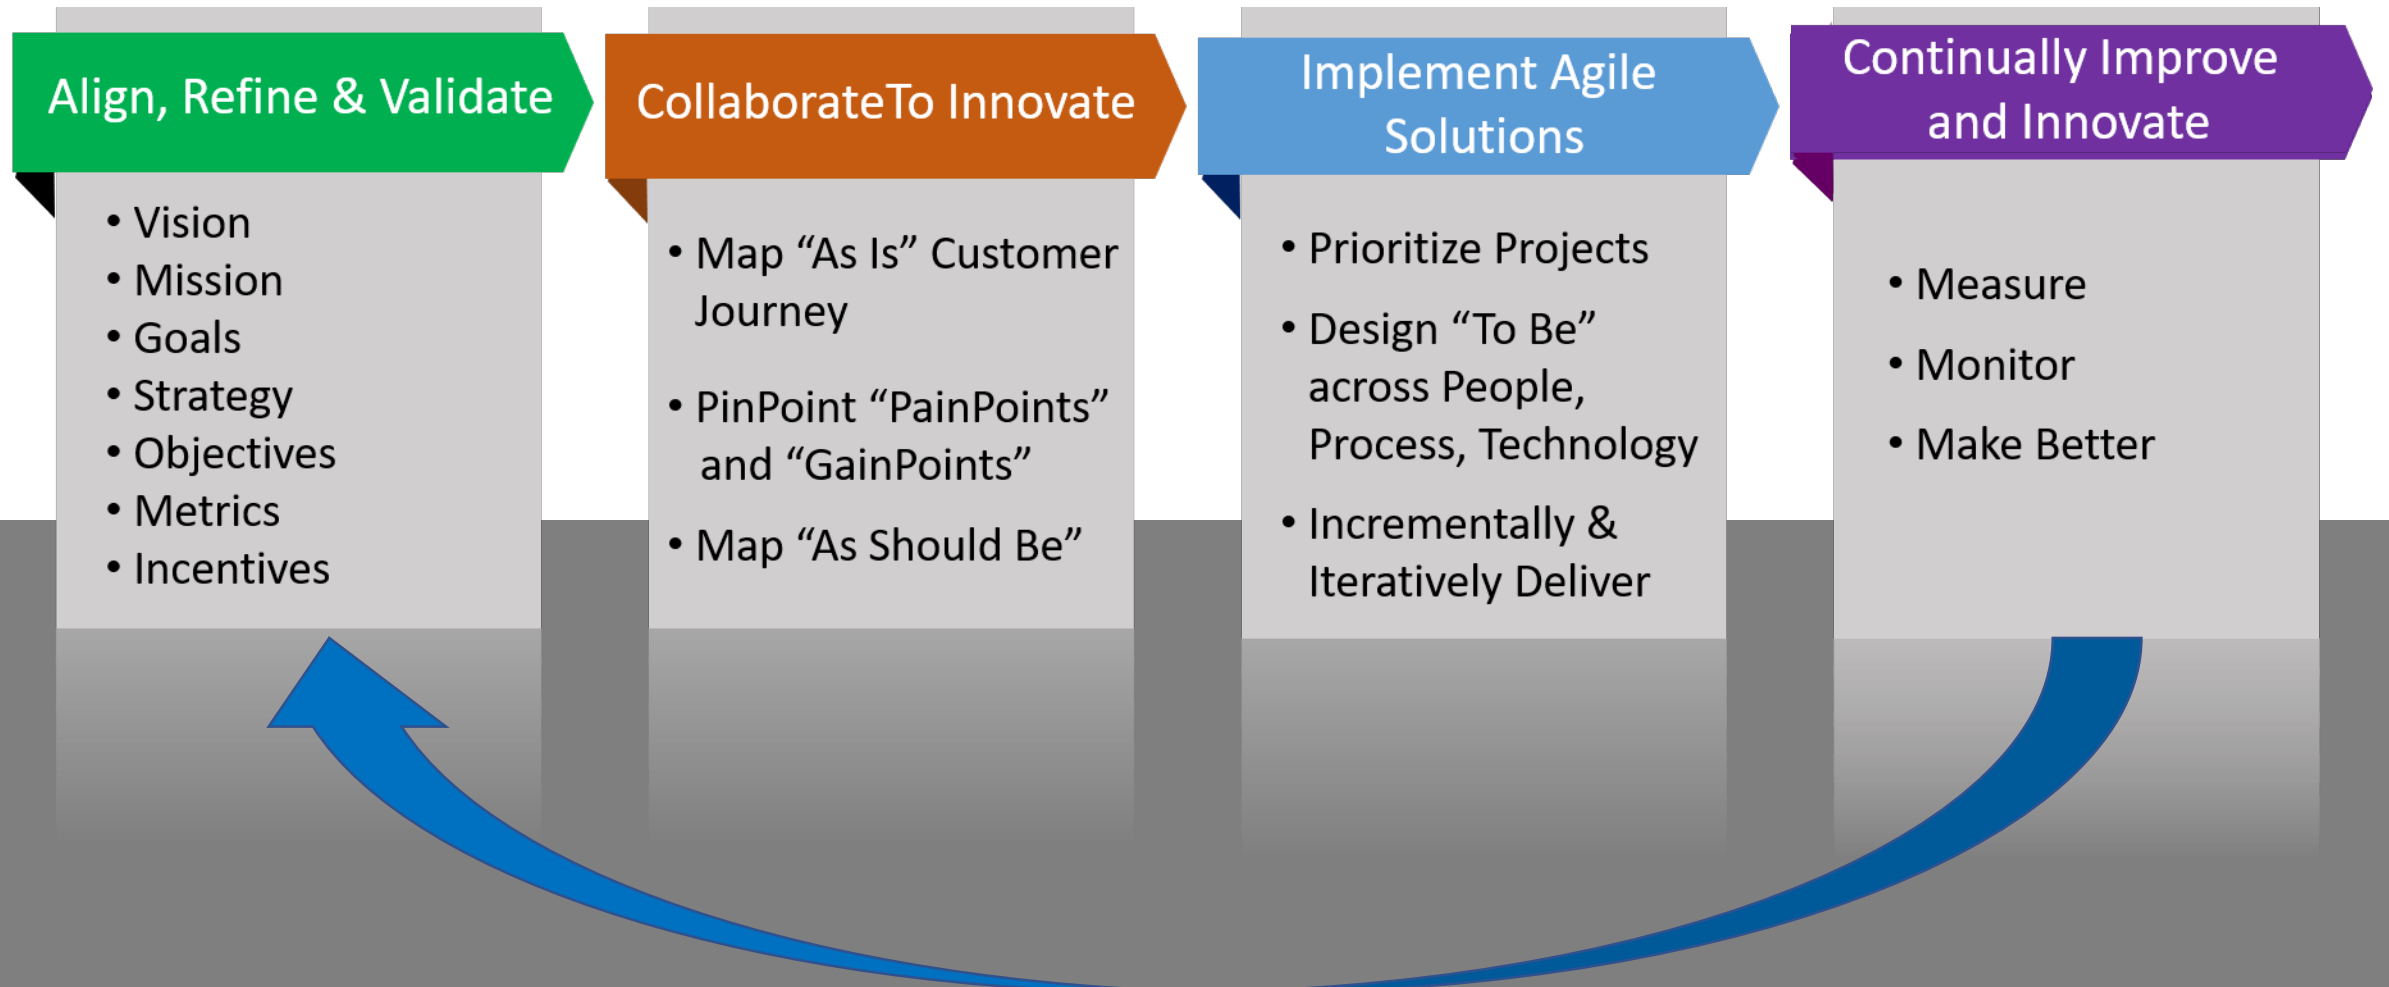 Align, Refine & Validate
• Vision
• Mission
• Goals
• Strategy
• Objectives
• Metrics
• Incentives
CollaborateTo Innovate
• Map “As Is” Customer
Journey
• PinPoint “PainPoints”
and “GainPoints”
• Map “As Should Be”
Implement Agile
Solutions
• Prioritize Projects
• Design “To Be”
across People,
Process, Technology
• Incrementally &
Iteratively Deliver
Continually Improve
and Innovate
• Measure
• Monitor
• Make Better